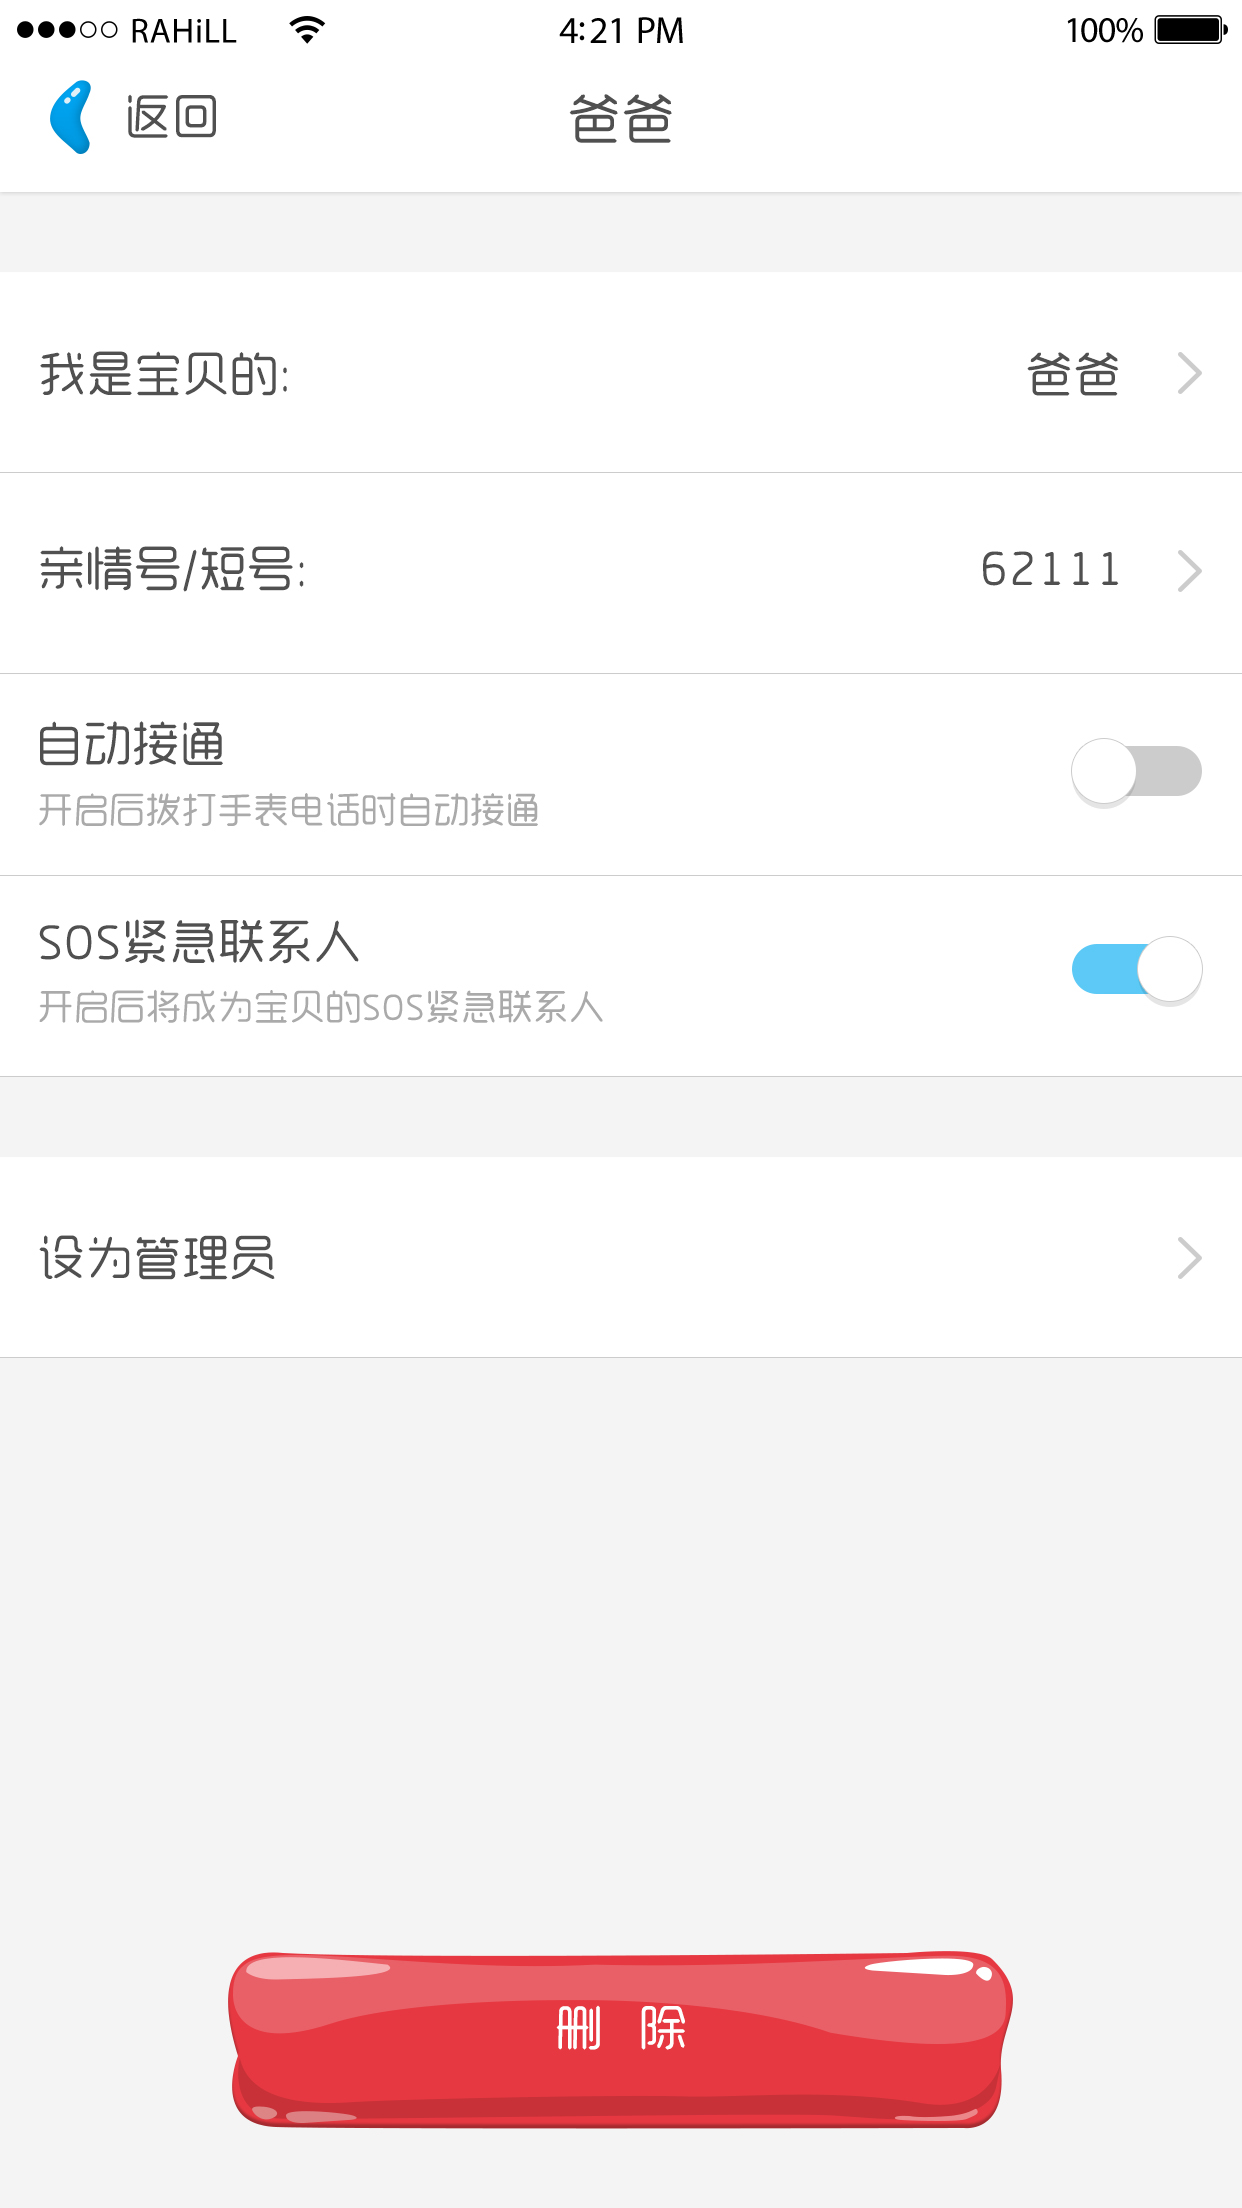 RAHiLL 4:21 PM 100%
返回 爸爸
我是宝贝的: 爸爸
亲情号/短号: 62111
自动接通
开启后拨打手表电话时自动接通
SOS紧急联系人
开启后将成为宝贝的SOS紧急联系人
设为管理员
删 除